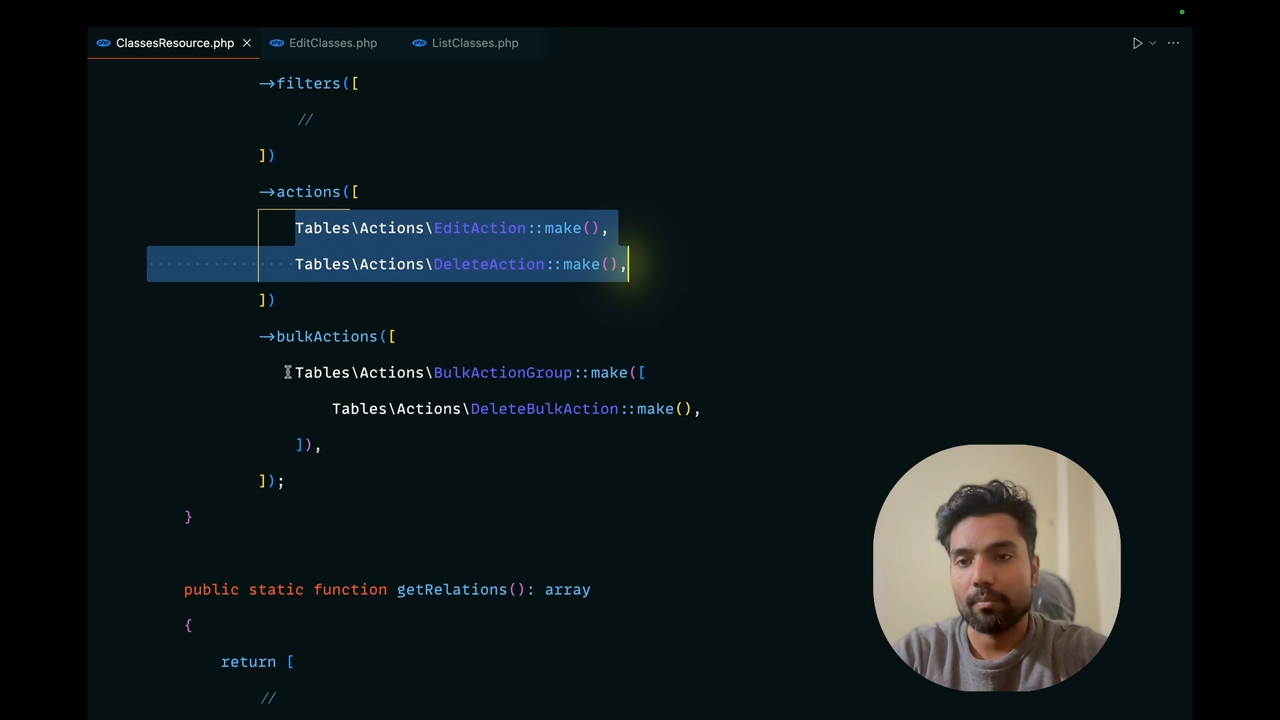 ClassesResource.php
EditClasses.php
ListClasses.php
->filters([
//
])
->actions([
Tables\Actions\EditAction::make(),
Tables\Actions\DeleteAction::make(),
])
->bulkActions([
Tables\Actions\BulkActionGroup::make([
Tables\Actions\DeleteBulkAction::make(),
]),
]);
}
public static function getRelations(): array
{
return [
//